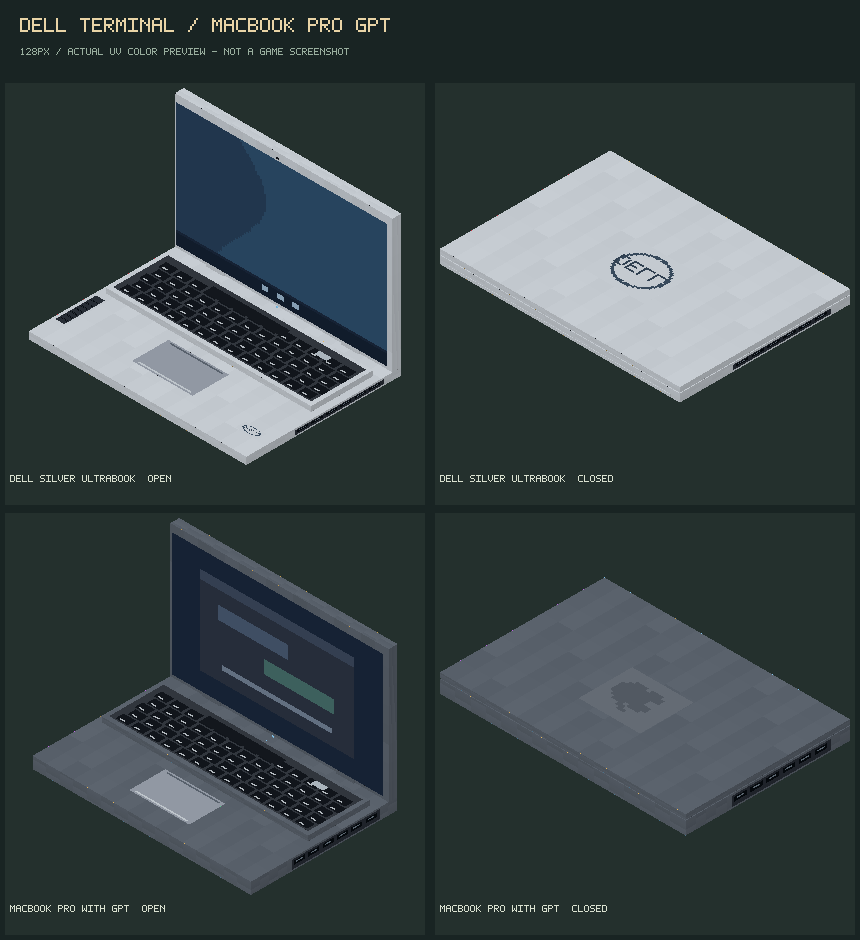 DELL TERMINAL / MACBOOK PRO GPT
128PX / ACTUAL UV COLOR PREVIEW – NOT A GAME SCREENSHOT
DELL SILVER ULTRABOOK  OPEN
DELL SILVER ULTRABOOK  CLOSED
MACBOOK PRO WITH GPT  OPEN
MACBOOK PRO WITH GPT  CLOSED